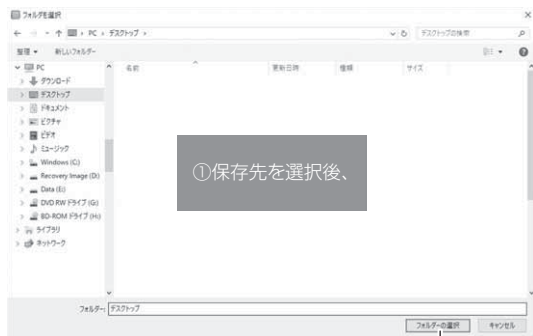 フォルダを選択
PC › デスクトップ ›
デスクトップの検索
整理 ▾ 新しいフォルダー
名前 更新日時 種類 サイズ
PC
ダウンロード
デスクトップ
ドキュメント
ピクチャ
ビデオ
ミュージック
Windows (C:)
Recovery Image (D:)
Data (E:)
DVD RW ドライブ (G:)
BD-ROM ドライブ (H:)
ライブラリ
ネットワーク
①保存先を選択後、
フォルダー: デスクトップ
フォルダーの選択 キャンセル